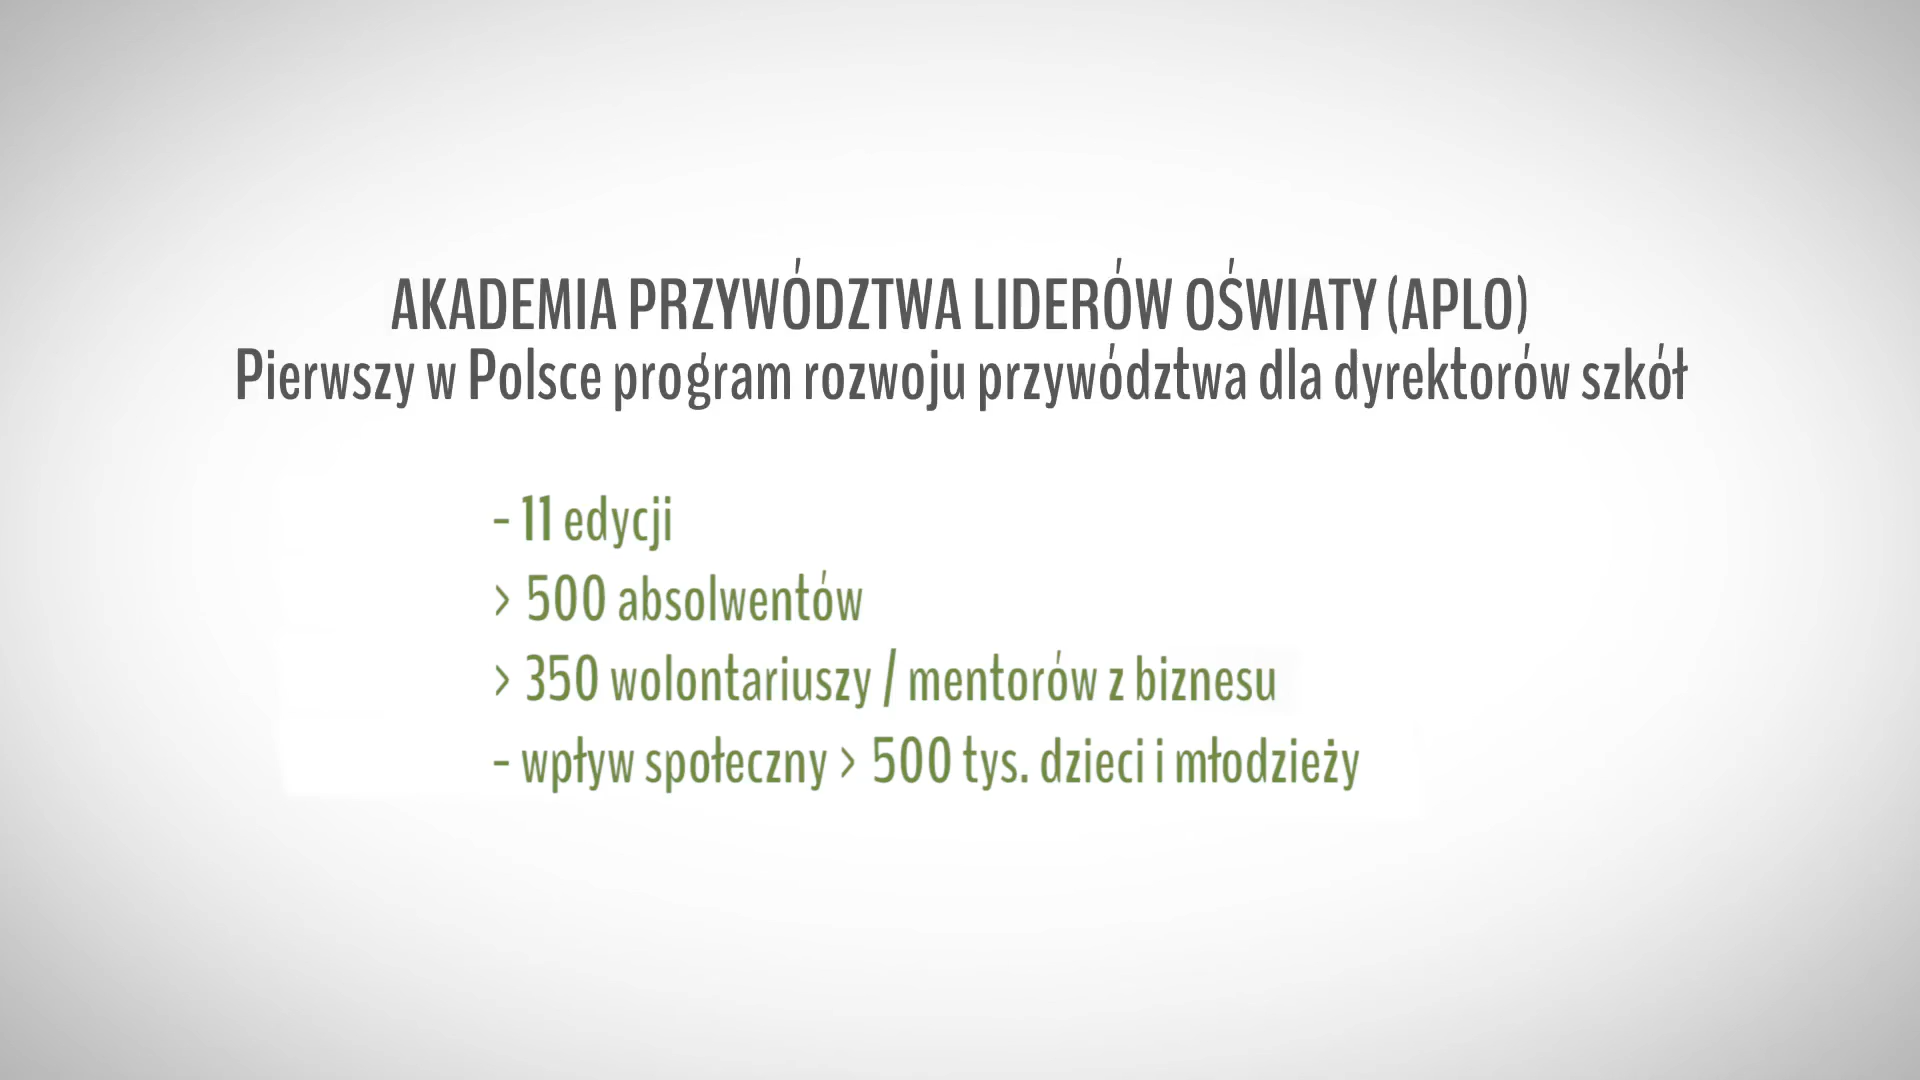 AKADEMIA PRZYWÓDZTWA LIDERÓW OŚWIATY (APLO)
Pierwszy w Polsce program rozwoju przywództwa dla dyrektorów szkół
- 11 edycji
> 500 absolwentów
> 350 wolontariuszy / mentorów z biznesu
- wpływ społeczny > 500 tys. dzieci i młodzieży